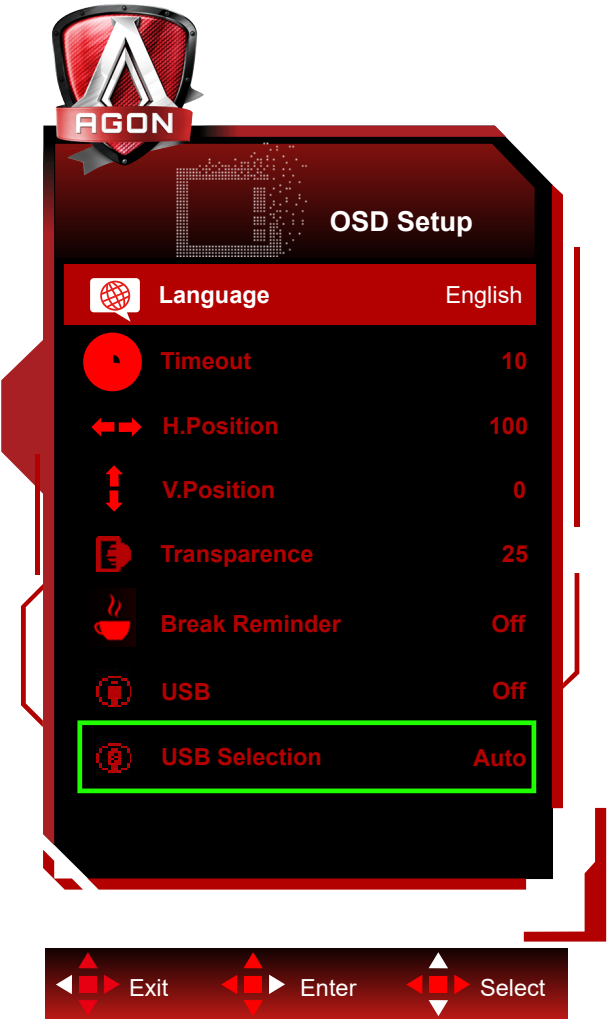 AGON
OSD Setup
Language English
Timeout 10
H.Position 100
V.Position 0
Transparence 25
Break Reminder Off
USB Off
USB Selection Auto
Exit Enter Select